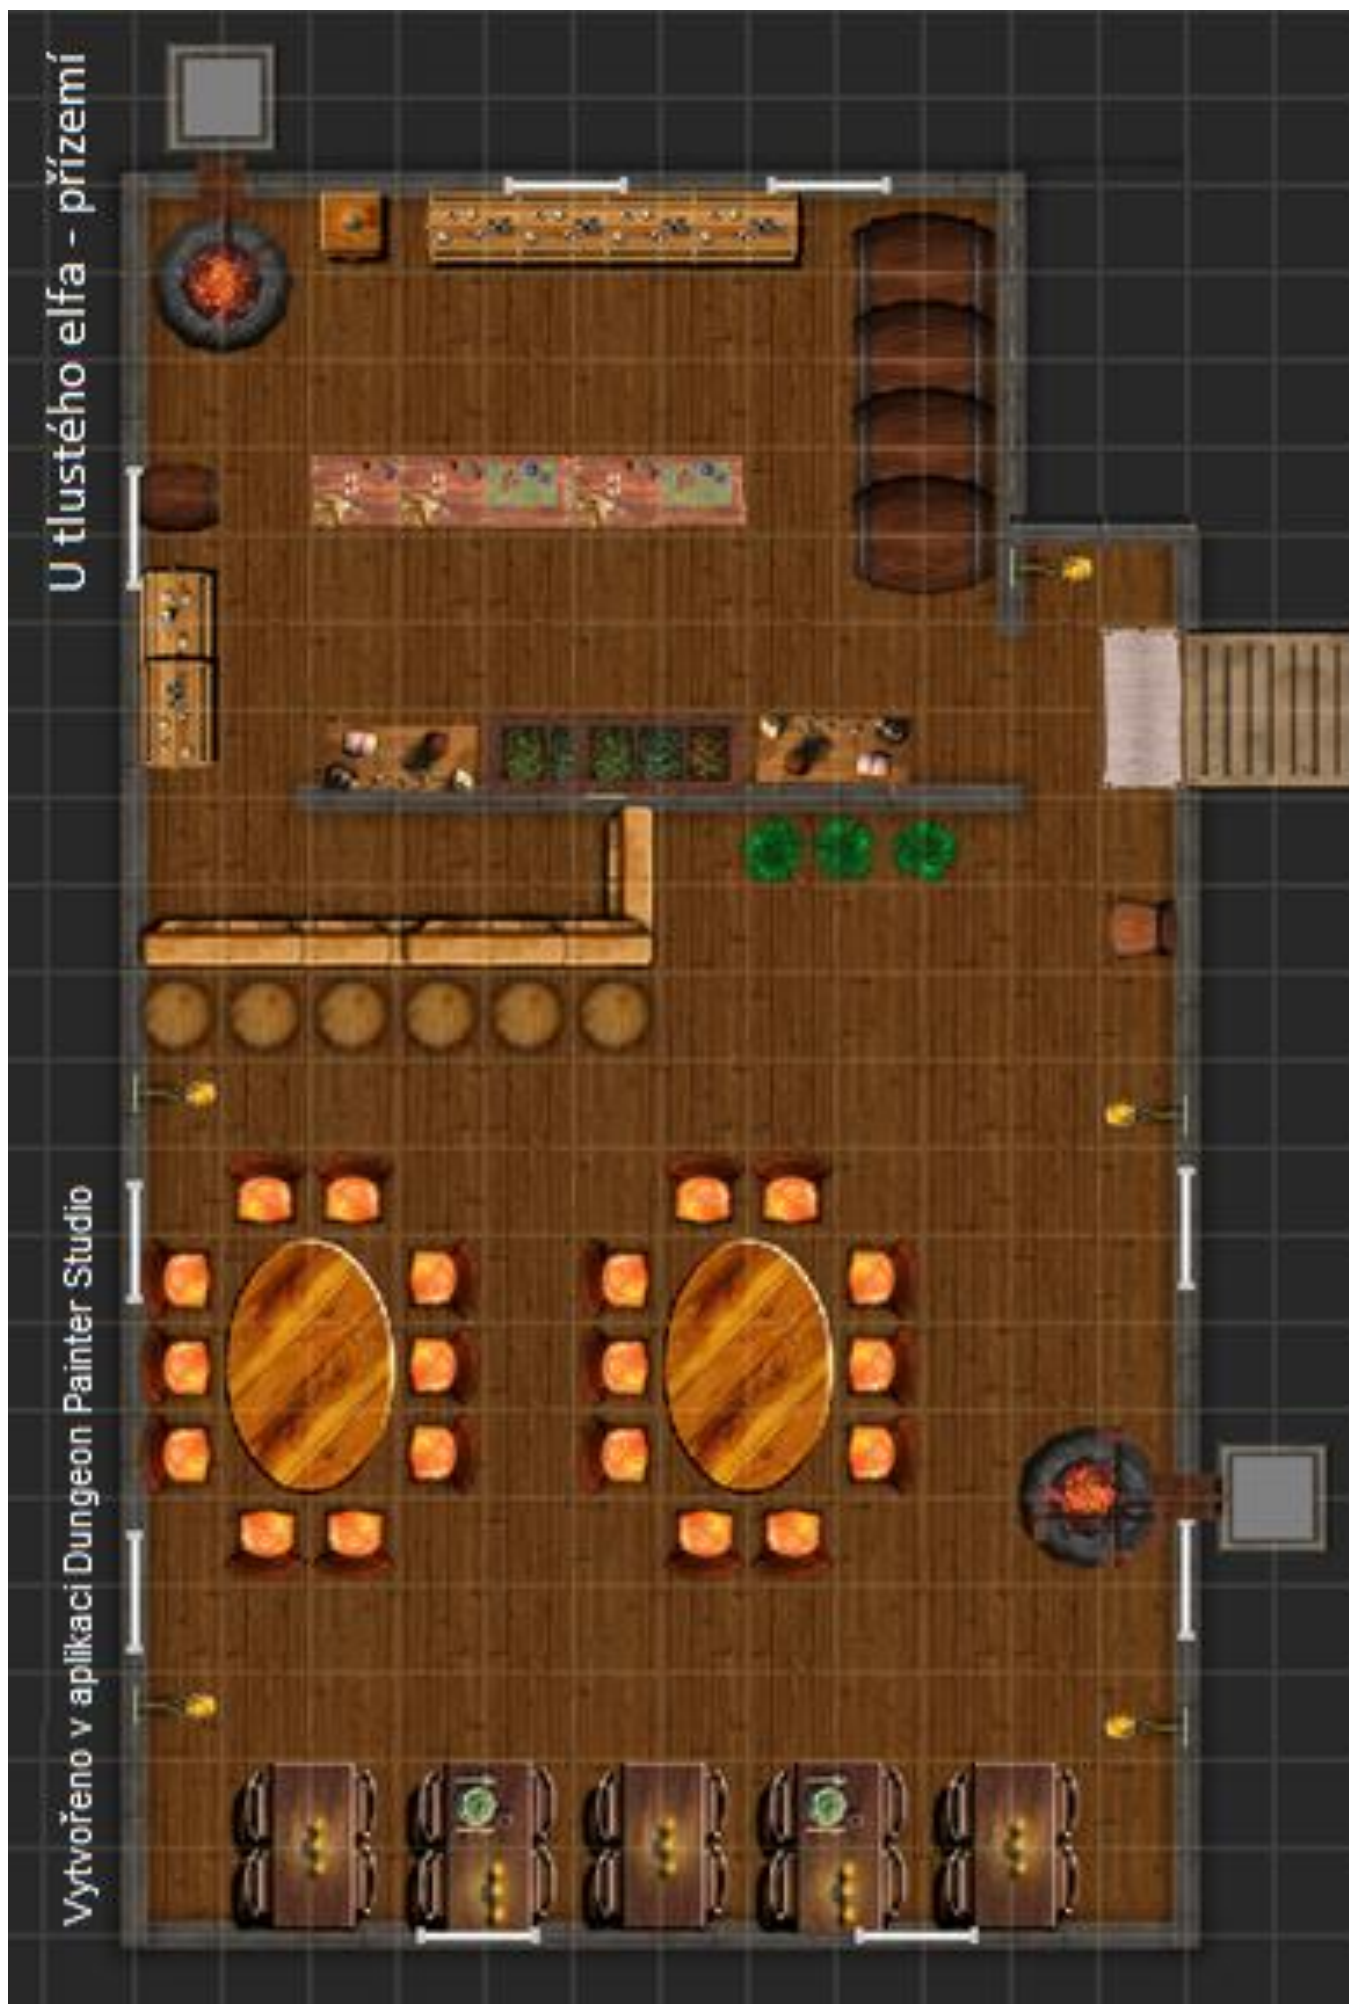 U tlustého elfa - přízemí
Vytvořeno v aplikaci Dungeon Painter Studio